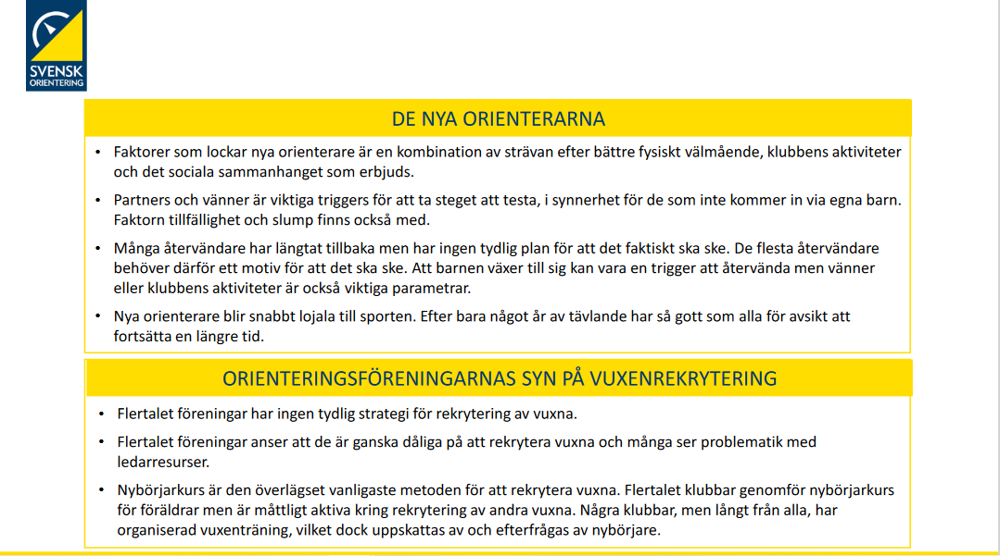 SVENSK
ORIENTERING
DE NYA ORIENTERARNA
• Faktorer som lockar nya orienterare är en kombination av strävan efter bättre fysiskt välmående, klubbens aktiviteter
och det sociala sammanhanget som erbjuds.
• Partners och vänner är viktiga triggers för att ta steget att testa, i synnerhet för de som inte kommer in via egna barn.
Faktorn tillfällighet och slump finns också med.
• Många återvändare har längtat tillbaka men har ingen tydlig plan för att det faktiskt ska ske. De flesta återvändare
behöver därför ett motiv för att det ska ske. Att barnen växer till sig kan vara en trigger att återvända men vänner
eller klubbens aktiviteter är också viktiga parametrar.
• Nya orienterare blir snabbt lojala till sporten. Efter bara något år av tävlande har så gott som alla för avsikt att
fortsätta en längre tid.
ORIENTERINGSFÖRENINGARNAS SYN PÅ VUXENREKRYTERING
• Flertalet föreningar har ingen tydlig strategi för rekrytering av vuxna.
• Flertalet föreningar anser att de är ganska dåliga på att rekrytera vuxna och många ser problematik med
ledarresurser.
• Nybörjarkurs är den överlägset vanligaste metoden för att rekrytera vuxna. Flertalet klubbar genomför nybörjarkurs
för föräldrar men är måttligt aktiva kring rekrytering av andra vuxna. Några klubbar, men långt från alla, har
organiserad vuxenträning, vilket dock uppskattas av och efterfrågas av nybörjare.